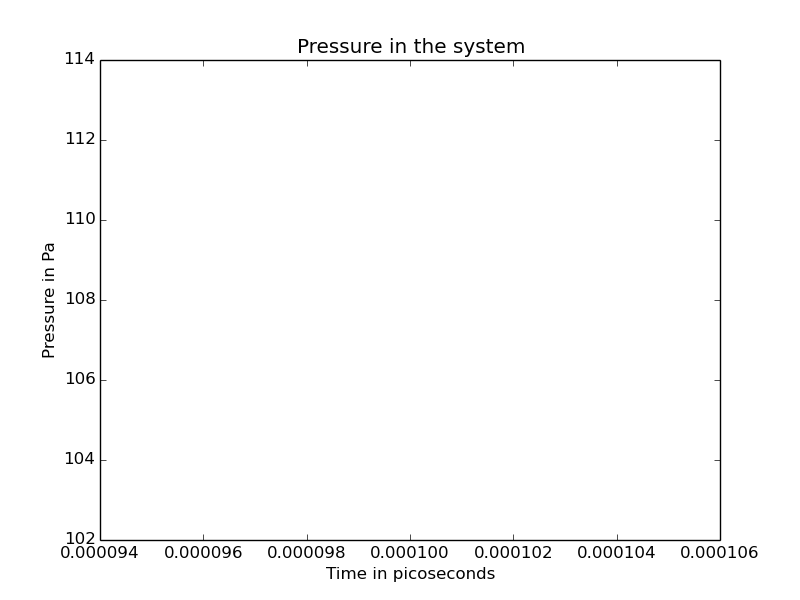 Pressure in the system
114
112
110
108
106
104
102
Pressure in Pa
0.000094 0.000096 0.000098 0.000100 0.000102 0.000104 0.000106
Time in picoseconds